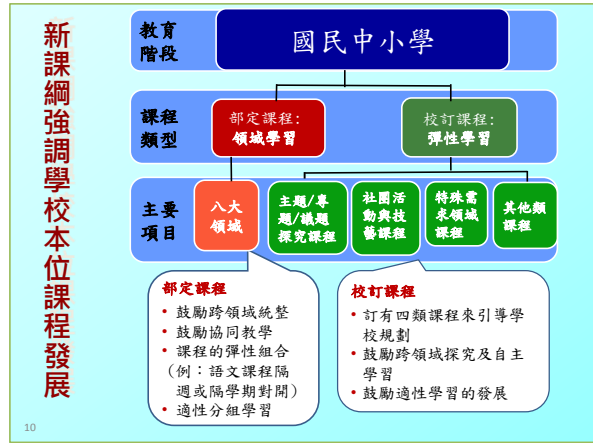 新課綱強調學校本位課程發展
教育
階段
國民中小學
課程
類型
部定課程:
領域學習
校訂課程:
彈性學習
主要
項目
八大
領域
主題/專
題/議題
探究課程
社團活
動與技
藝課程
特殊需
求領域
課程
其他類
課程
部定課程
• 鼓勵跨領域統整
• 鼓勵協同教學
• 課程的彈性組合
(例：語文課程隔
週或隔學期對開)
• 適性分組學習
校訂課程
• 訂有四類課程來引導學
校規劃
• 鼓勵跨領域探究及自主
學習
• 鼓勵適性學習的發展
10